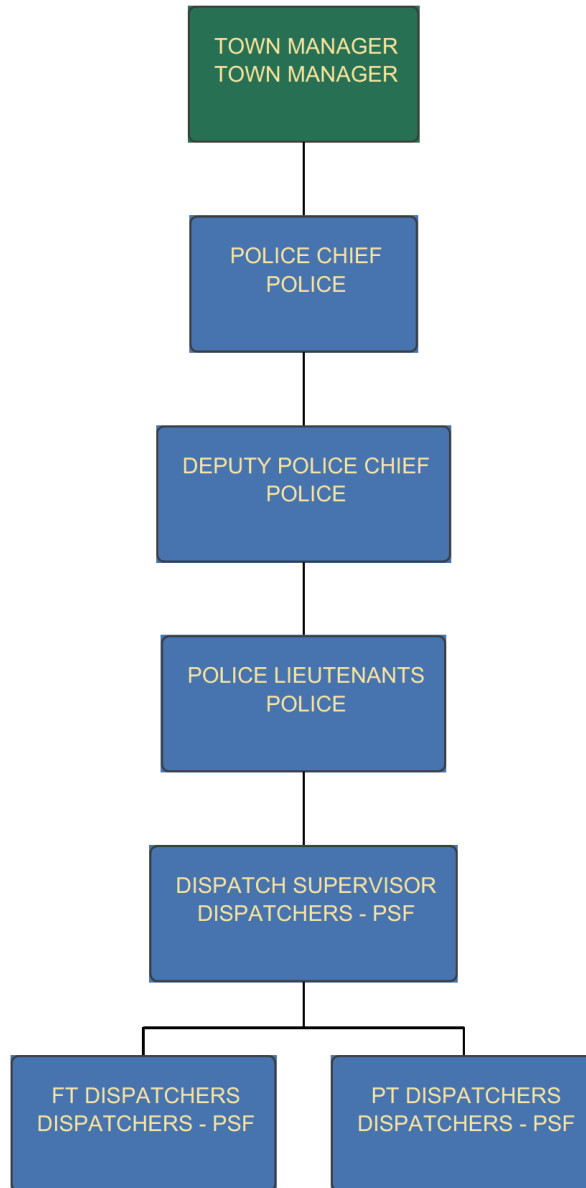 TOWN MANAGER
TOWN MANAGER
POLICE CHIEF
POLICE
DEPUTY POLICE CHIEF
POLICE
POLICE LIEUTENANTS
POLICE
DISPATCH SUPERVISOR
DISPATCHERS - PSF
FT DISPATCHERS
DISPATCHERS - PSF
PT DISPATCHERS
DISPATCHERS - PSF